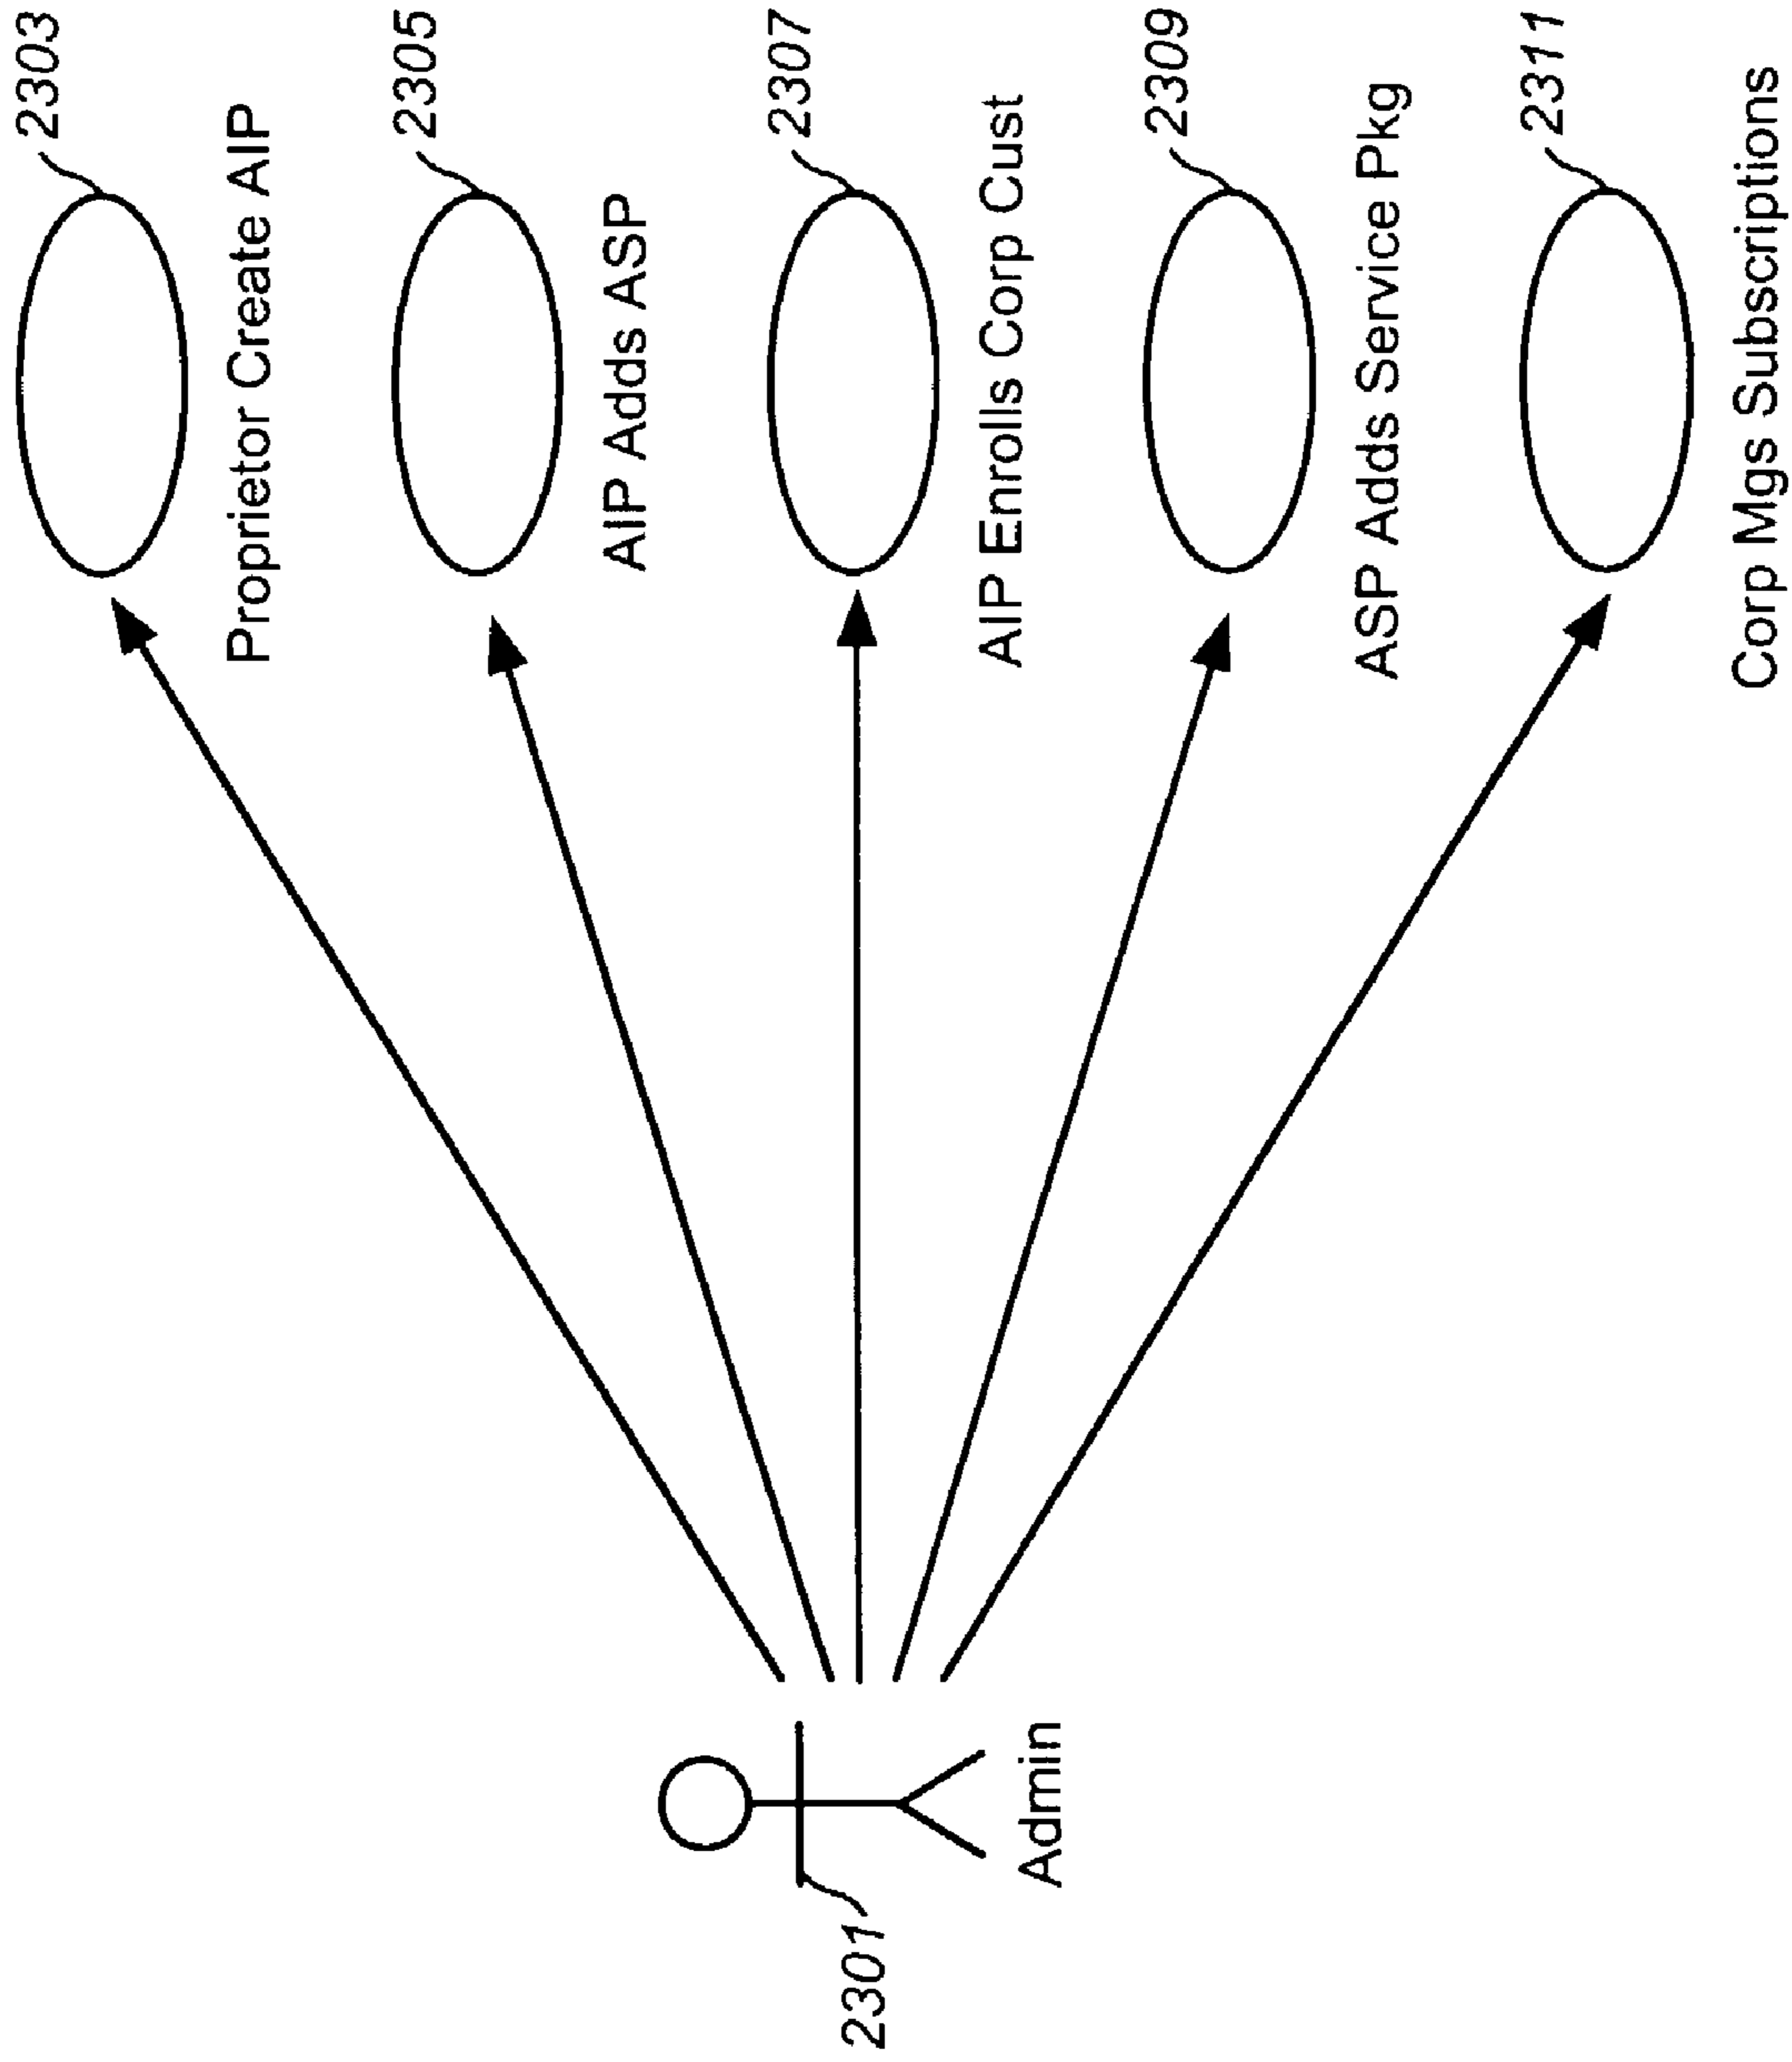 2303
Proprietor Create AIP
2305
AIP Adds ASP
2307
AIP Enrolls Corp Cust
2301
Admin
2309
ASP Adds Service Pkg
2311
Corp Mgs Subscriptions